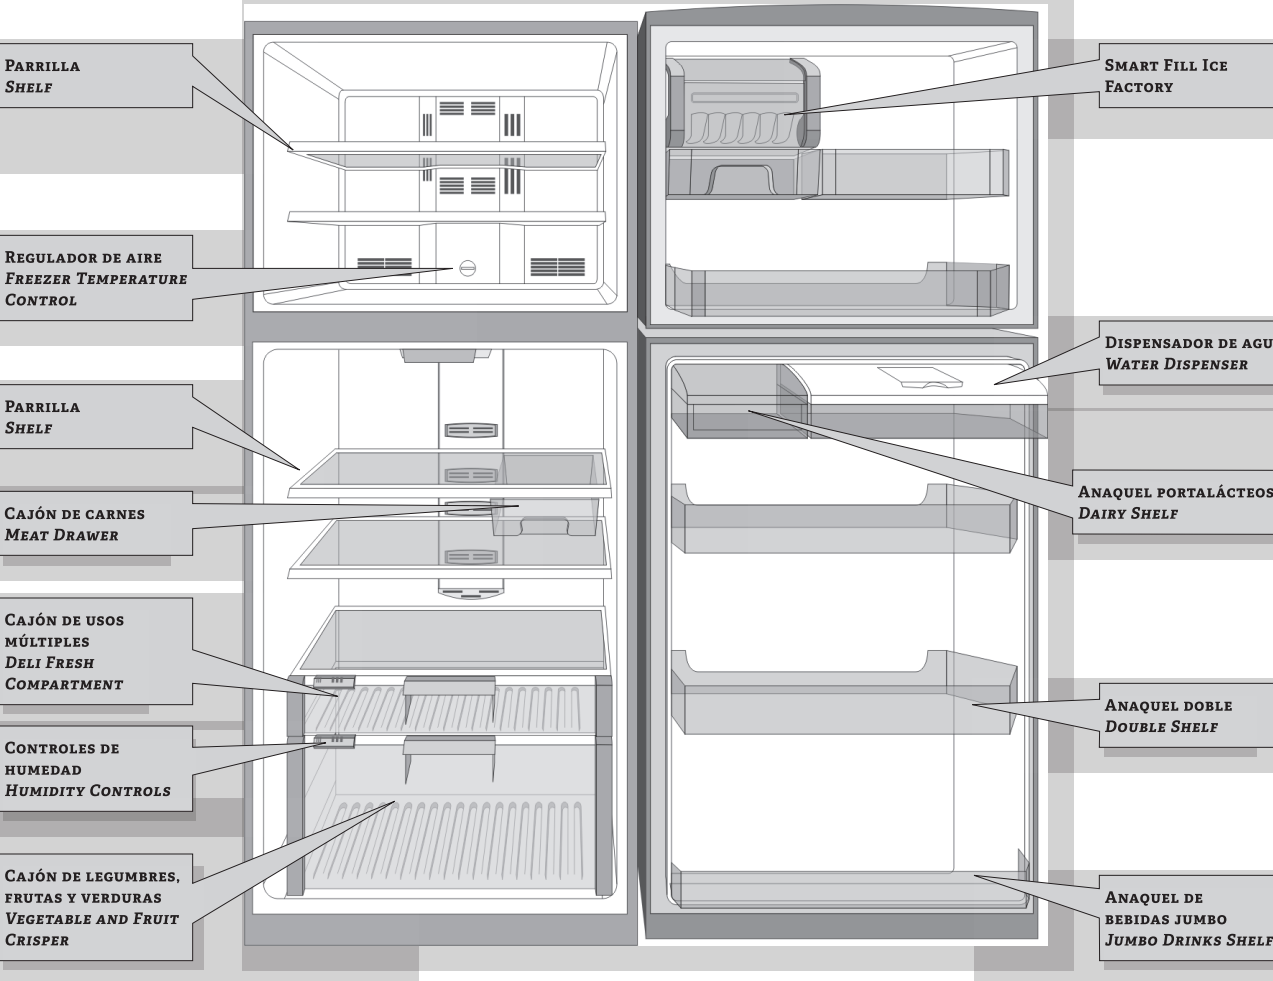 Parrilla
Shelf
Regulador de aire
Freezer Temperature
Control
Parrilla
Shelf
Cajón de carnes
Meat Drawer
Cajón de usos
múltiples
Deli Fresh
Compartment
Controles de
humedad
Humidity Controls
Cajón de legumbres,
frutas y verduras
Vegetable and Fruit
Crisper
Smart Fill Ice
Factory
Dispensador de agu
Water Dispenser
Anaquel portalácteos
Dairy Shelf
Anaquel doble
Double Shelf
Anaquel de
bebidas jumbo
Jumbo Drinks Shelf